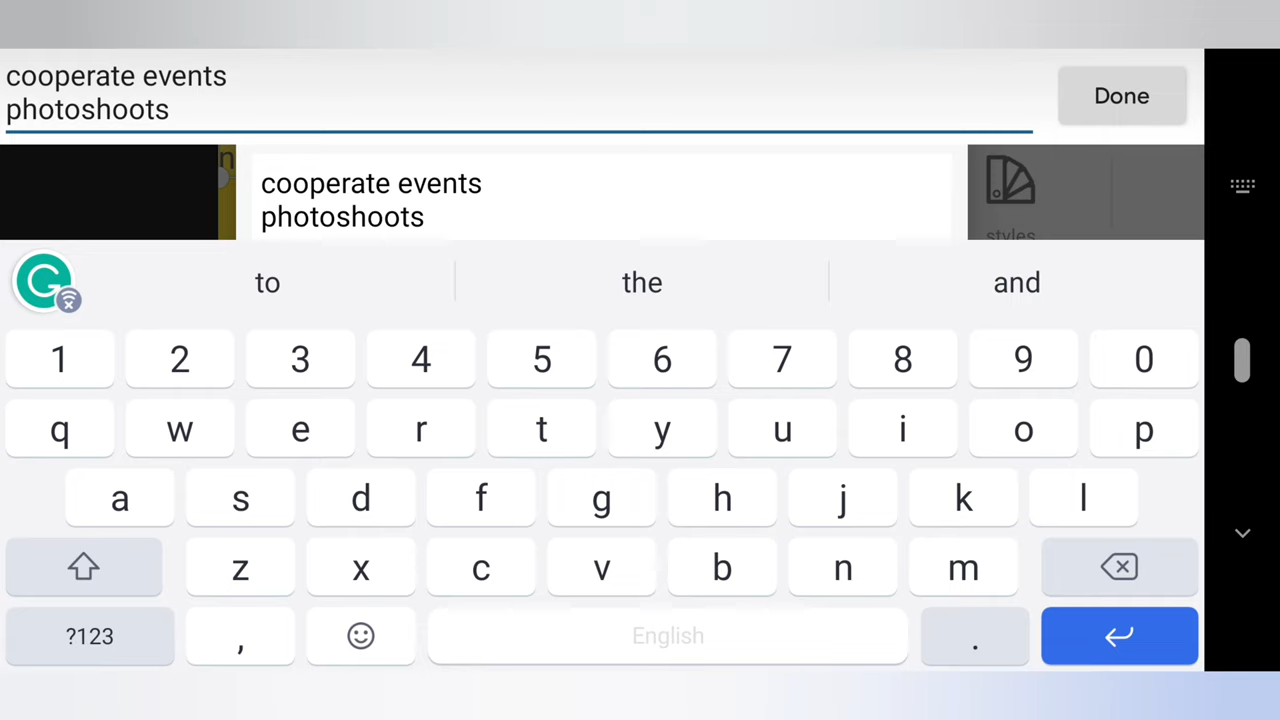 cooperate events
photoshoots
Done
n
cooperate events
photoshoots
styles
to the and
1 2 3 4 5 6 7 8 9 0
q w e r t y u i o p
a s d f g h j k l
z x c v b n m
?123 , English .